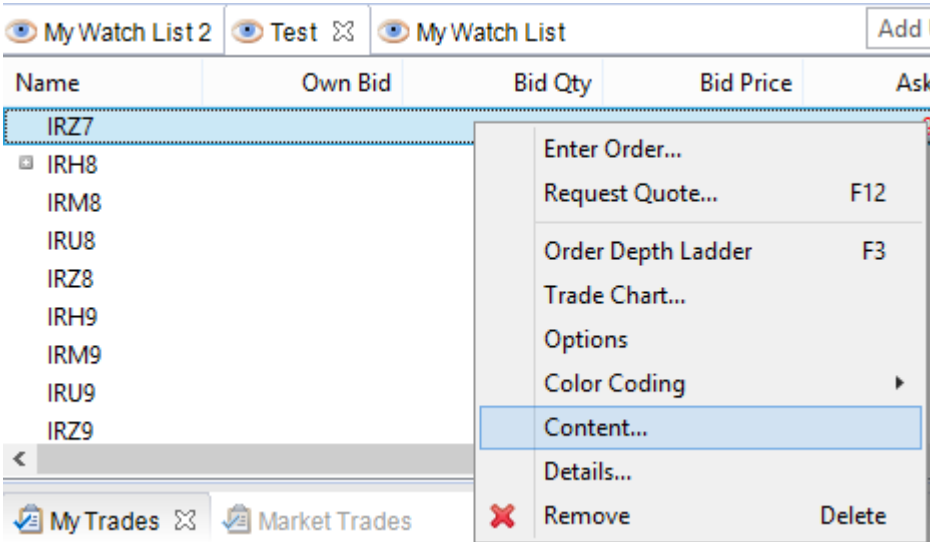 My Watch List 2 Test My Watch List Add
Name Own Bid Bid Qty Bid Price Ask
IRZ7
IRH8
IRM8
IRU8
IRZ8
IRH9
IRM9
IRU9
IRZ9
Enter Order...
Request Quote... F12
Order Depth Ladder F3
Trade Chart...
Options
Color Coding
Content...
Details...
Remove Delete
My Trades Market Trades